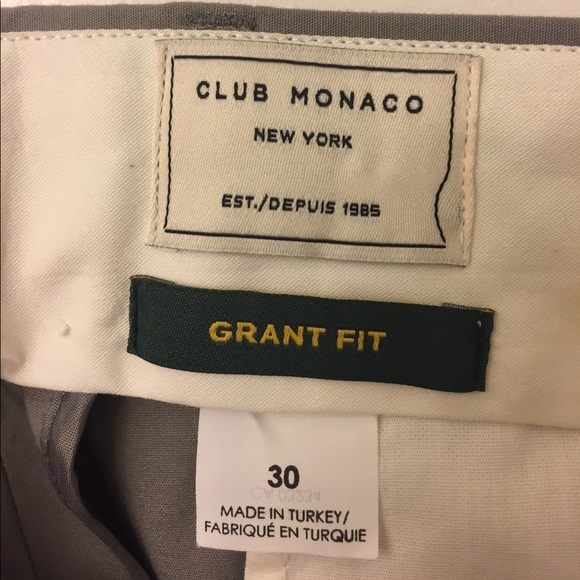 CLUB MONACO
NEW YORK
EST./DEPUIS 1985
GRANT FIT
30
MADE IN TURKEY/
FABRIQUÉ EN TURQUIE